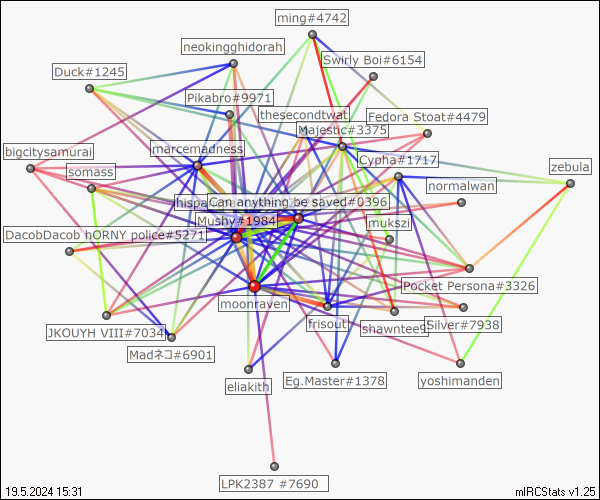 ming#4742
neokingghidorah
Swirly Boi#6154
Duck#1245
Pikabro#9971
thesecondtwat
Fedora Stoat#4479
Majestic#3375
marcemadness
bigcitysamurai
Cypha#1717
somass
zebula
normalwan
hispa
Can anything be saved#0396
Mushy#1984
mukszi
DacobDacob hORNY police#5271
Pocket Persona#3326
moonraven
frisout
shawntee
Silver#7938
JKOUYH VIII#7034
Madネコ#6901
eliakith
Eg.Master#1378
yoshimanden
LPK2387 #7690
19.5.2024 15:31
mIRCStats v1.25